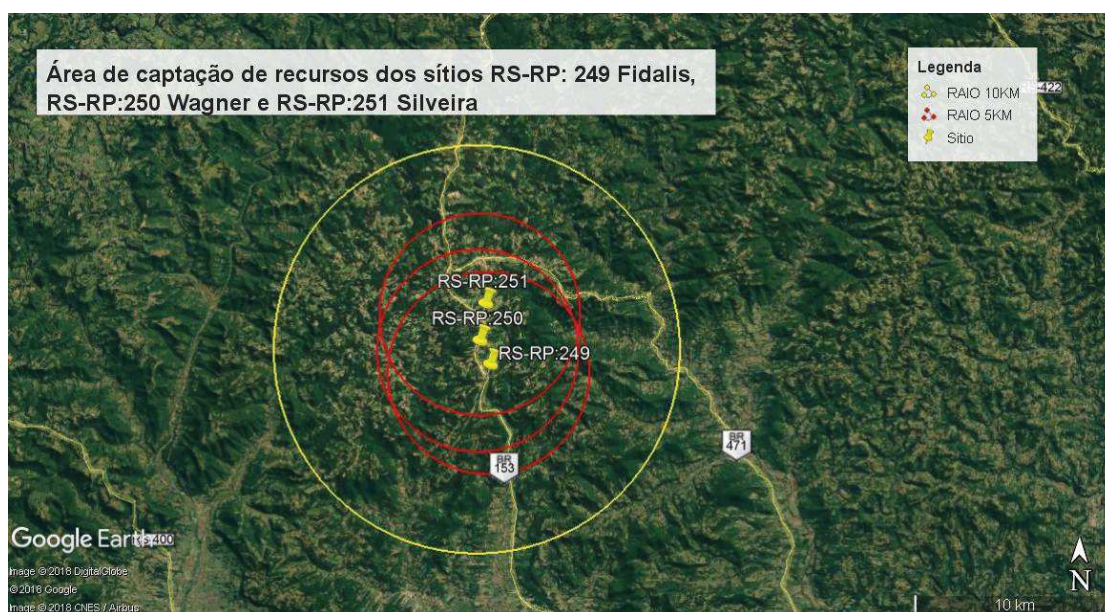 Área de captação de recursos dos sítios RS-RP: 249 Fidalis,
RS-RP:250 Wagner e RS-RP:251 Silveira
Legenda
RAIO 10KM
RAIO 5KM
Sitio
RS-422
RS-RP:251
RS-RP:250
RS-RP:249
BR
471
BR
153
Google Earth
RS-400
Image © 2018 DigitalGlobe
© 2018 Google
Image © 2018 CNES / Airbus
N
10 km